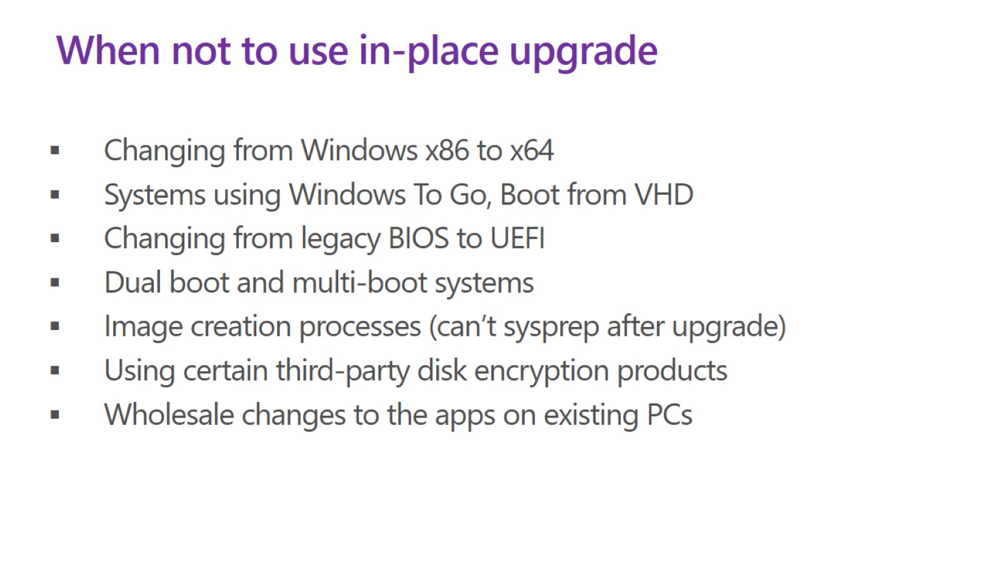 When not to use in-place upgrade
▪ Changing from Windows x86 to x64
▪ Systems using Windows To Go, Boot from VHD
▪ Changing from legacy BIOS to UEFI
▪ Dual boot and multi-boot systems
▪ Image creation processes (can’t sysprep after upgrade)
▪ Using certain third-party disk encryption products
▪ Wholesale changes to the apps on existing PCs